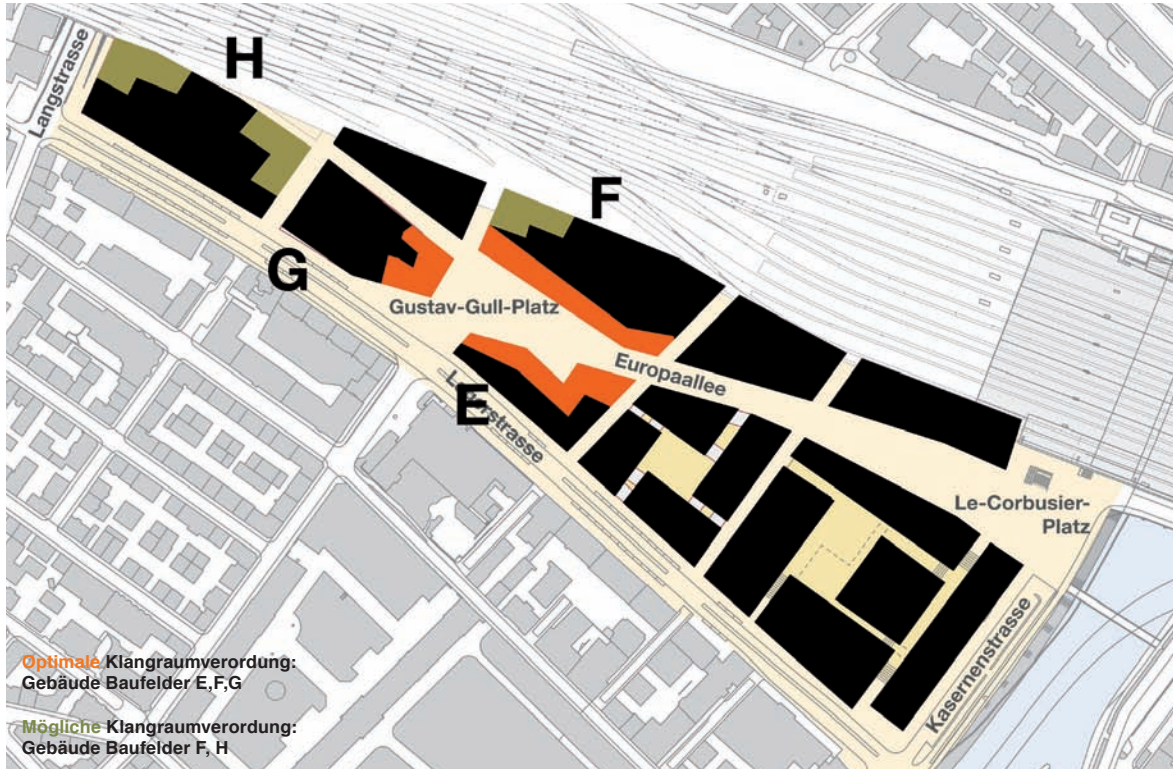 H
Langstrasse
F
G
Gustav-Gull-Platz
Europaallee
E
Le-Corbusier-
Platz
Kasernenstrasse
Optimale Klangraumverordung:
Gebäude Baufelder E,F,G
Mögliche Klangraumverordung:
Gebäude Baufelder F, H